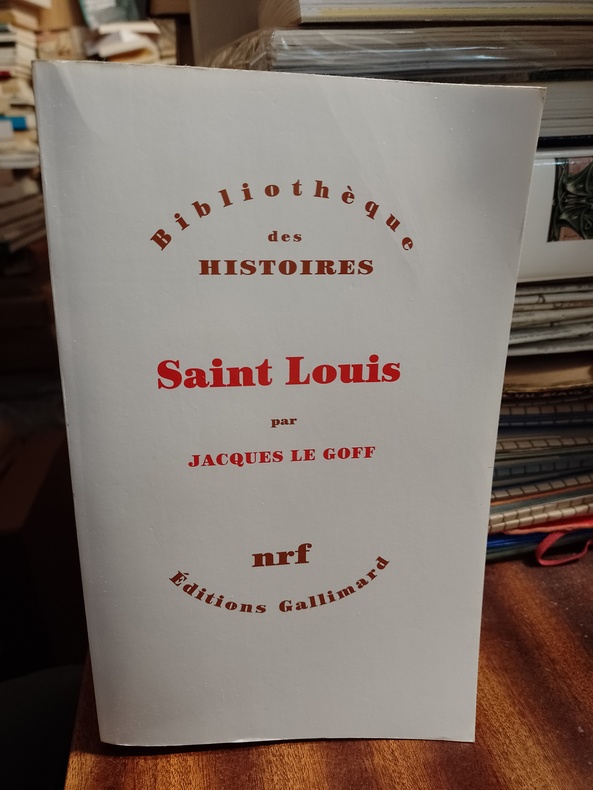 Bibliothèque
des
HISTOIRES
Saint Louis
par
JACQUES LE GOFF
nrf
Éditions Gallimard